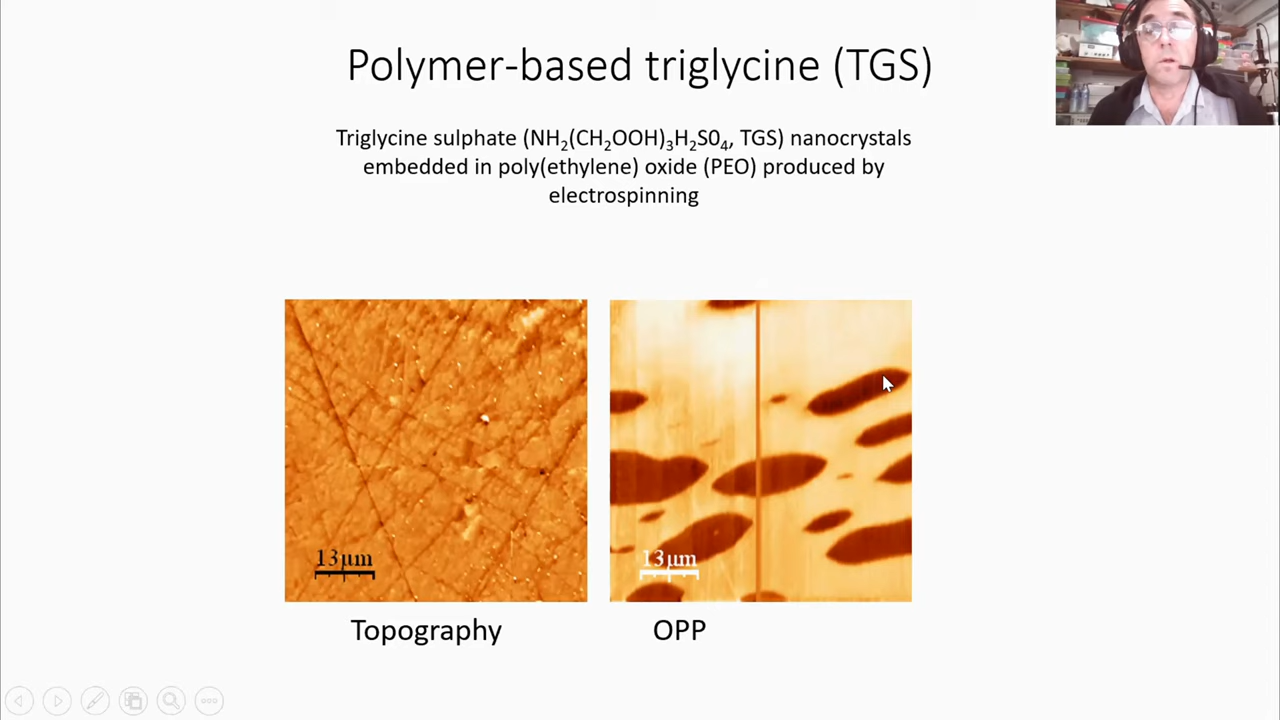 Polymer-based triglycine (TGS)
Triglycine sulphate (NH₂(CH₂OOH)₃H₂S0₄, TGS) nanocrystals
embedded in poly(ethylene) oxide (PEO) produced by
electrospinning
13µm
13µm
Topography
OPP